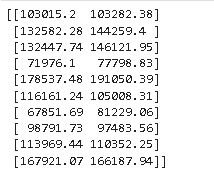 [[103015.2  103282.38]
 [132582.28 144259.4 ]
 [132447.74 146121.95]
 [ 71976.1   77798.83]
 [178537.48 191050.39]
 [116161.24 105008.31]
 [ 67851.69  81229.06]
 [ 98791.73  97483.56]
 [113969.44 110352.25]
 [167921.07 166187.94]]